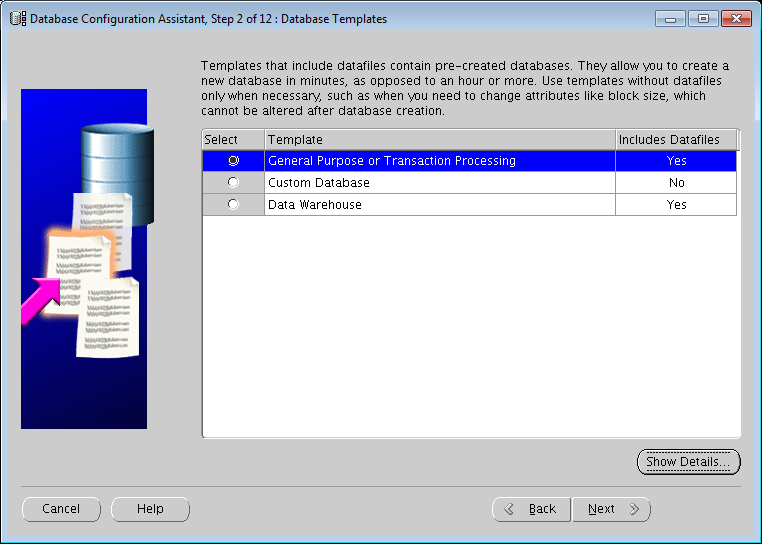 Database Configuration Assistant, Step 2 of 12 : Database Templates
Templates that include datafiles contain pre-created databases. They allow you to create a
new database in minutes, as opposed to an hour or more. Use templates without datafiles
only when necessary, such as when you need to change attributes like block size, which
cannot be altered after database creation.
Select Template Includes Datafiles
General Purpose or Transaction Processing Yes
Custom Database No
Data Warehouse Yes
Show Details...
Cancel Help Back Next